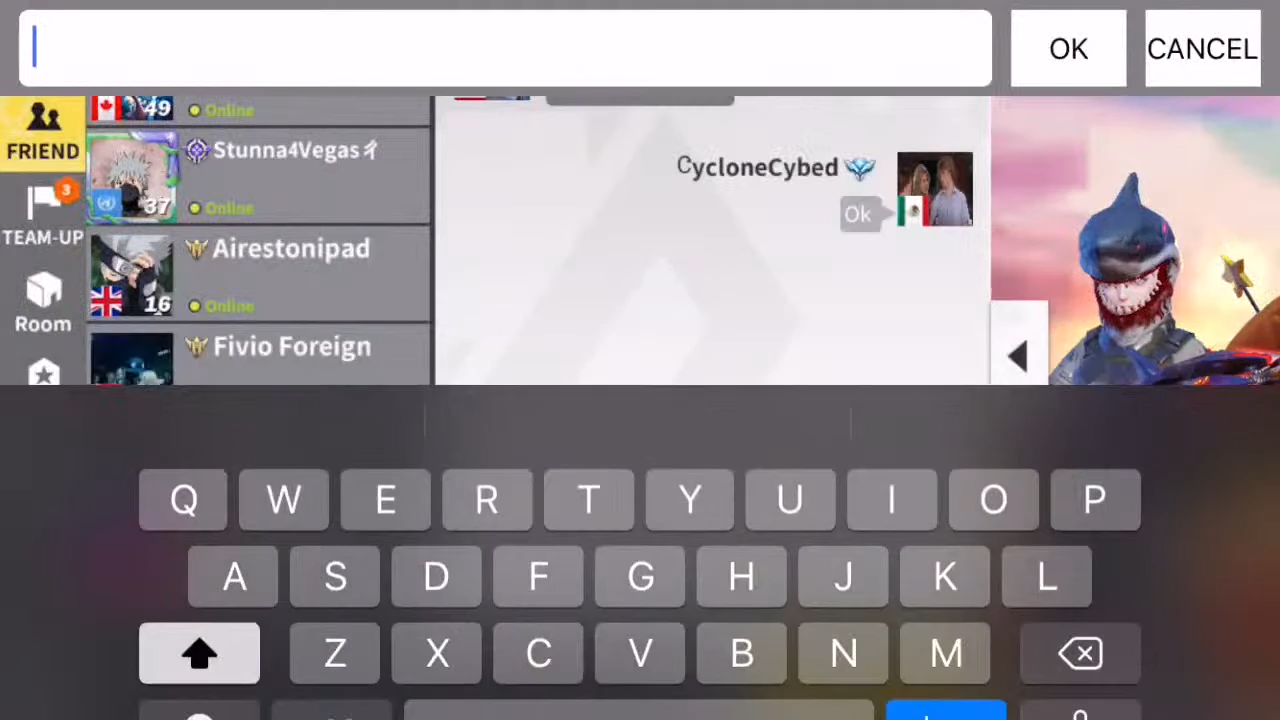 OK CANCEL
49 Online
FRIEND
Stunna4Vegas
37 Online
3
TEAM-UP
Airestonipad
16 Online
Room
Fivio Foreign
CycloneCybed
Ok
Q W E R T Y U I O P
A S D F G H J K L
Z X C V B N M